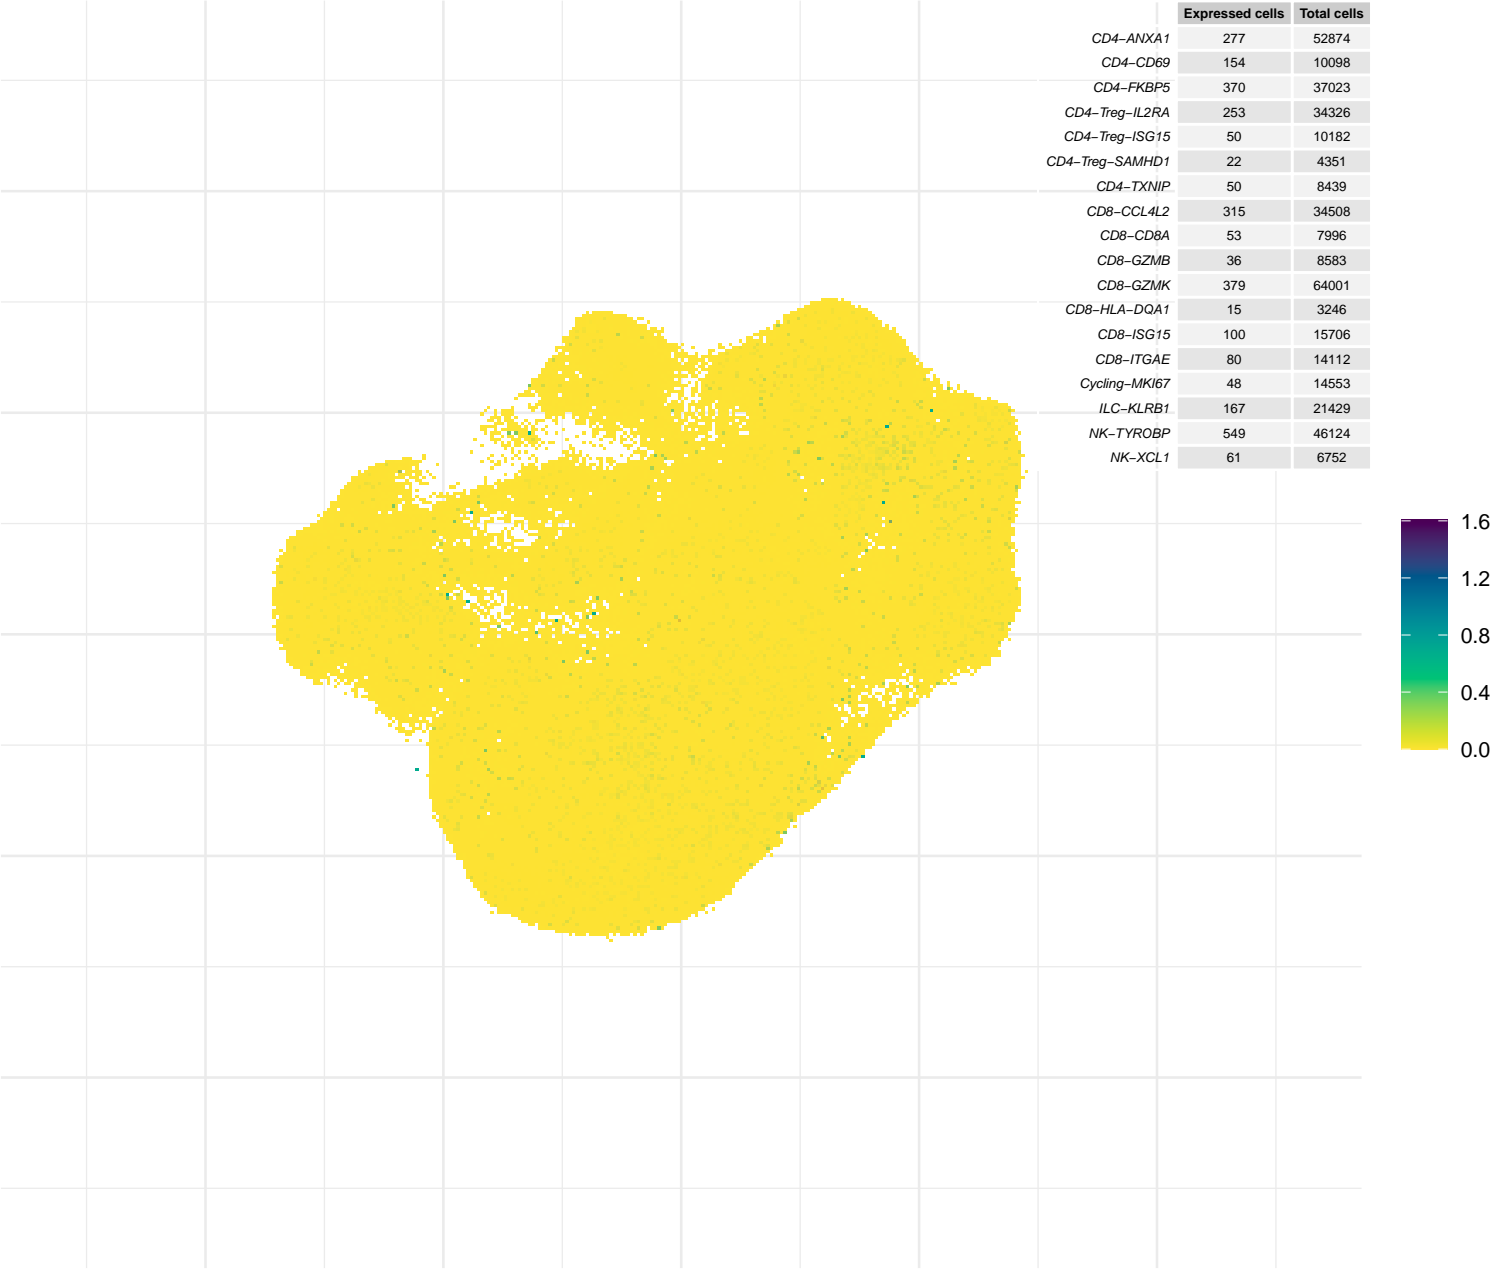 Expressed cells Total cells
CD4−ANXA1 277 52874
CD4−CD69 154 10098
CD4−FKBP5 370 37023
CD4−Treg−IL2RA 253 34326
CD4−Treg−ISG15 50 10182
CD4−Treg−SAMHD1 22 4351
CD4−TXNIP 50 8439
CD8−CCL4L2 315 34508
CD8−CD8A 53 7996
CD8−GZMB 36 8583
CD8−GZMK 379 64001
CD8−HLA−DQA1 15 3246
CD8−ISG15 100 15706
CD8−ITGAE 80 14112
Cycling−MKI67 48 14553
ILC−KLRB1 167 21429
NK−TYROBP 549 46124
NK−XCL1 61 6752
1.6
1.2
0.8
0.4
0.0